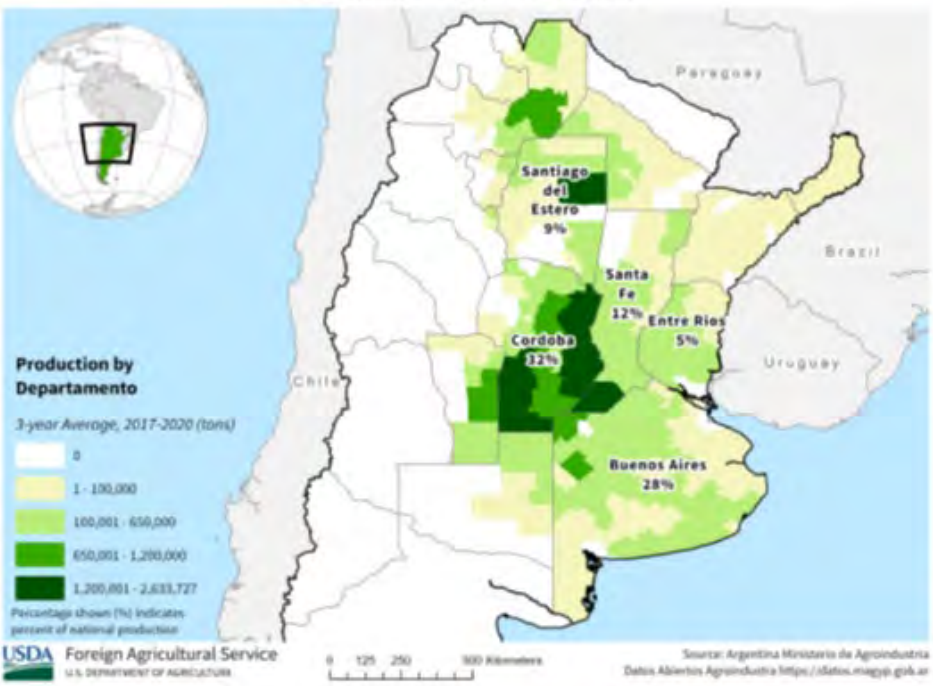 Paraguay
Santiago
del
Estero
9%
Brazil
Santa
Fe
12%
Entre Rios
5%
Cordoba
32%
Uruguay
Chile
Buenos Aires
28%
Production by
Departamento
3-year Average, 2017-2020 (tons)
0
1 - 100,000
100,001 - 650,000
650,001 - 1,200,000
1,200,001 - 2,633,727
Percentage shown (%) indicates
percent of national production
USDA Foreign Agricultural Service
U.S. DEPARTMENT OF AGRICULTURE
0 125 250 500 Kilometers
Source: Argentina Ministerio de Agroindustria
Datos Abiertos Agroindustra https://datos.magyp.gob.ar